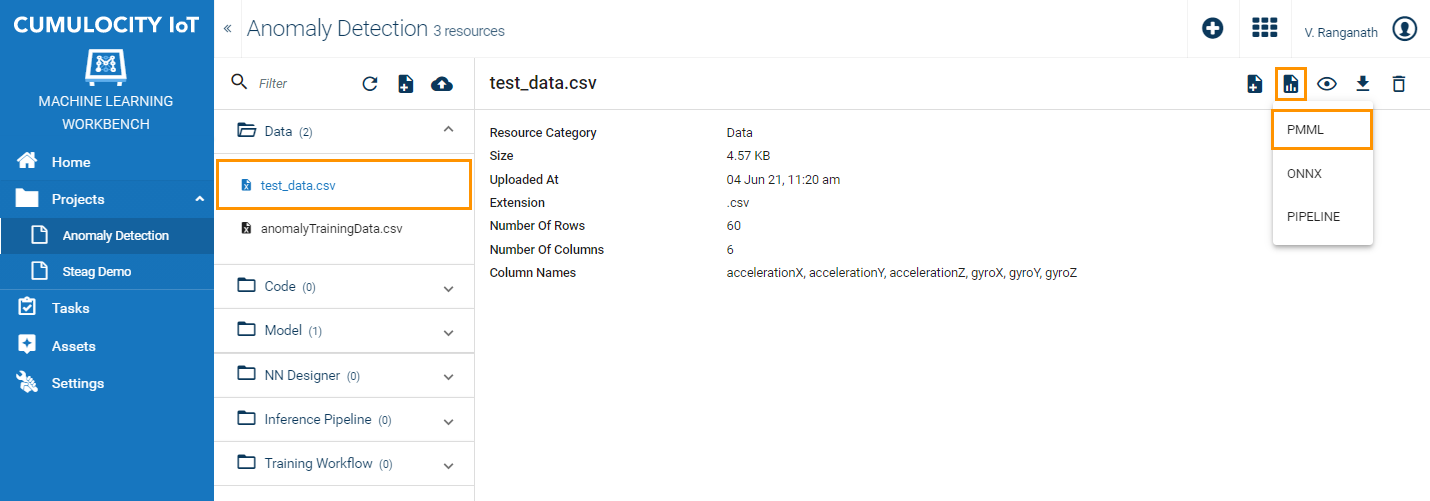 CUMULOCITY IoT
MACHINE LEARNING
WORKBENCH
Home
Projects
Anomaly Detection
Steag Demo
Tasks
Assets
Settings
« Anomaly Detection 3 resources
V. Ranganath
Filter
Data (2)
test_data.csv
anomalyTrainingData.csv
Code (0)
Model (1)
NN Designer (0)
Inference Pipeline (0)
Training Workflow (0)
test_data.csv
Resource Category Data
Size 4.57 KB
Uploaded At 04 Jun 21, 11:20 am
Extension .csv
Number Of Rows 60
Number Of Columns 6
Column Names accelerationX, accelerationY, accelerationZ, gyroX, gyroY, gyroZ
PMML
ONNX
PIPELINE